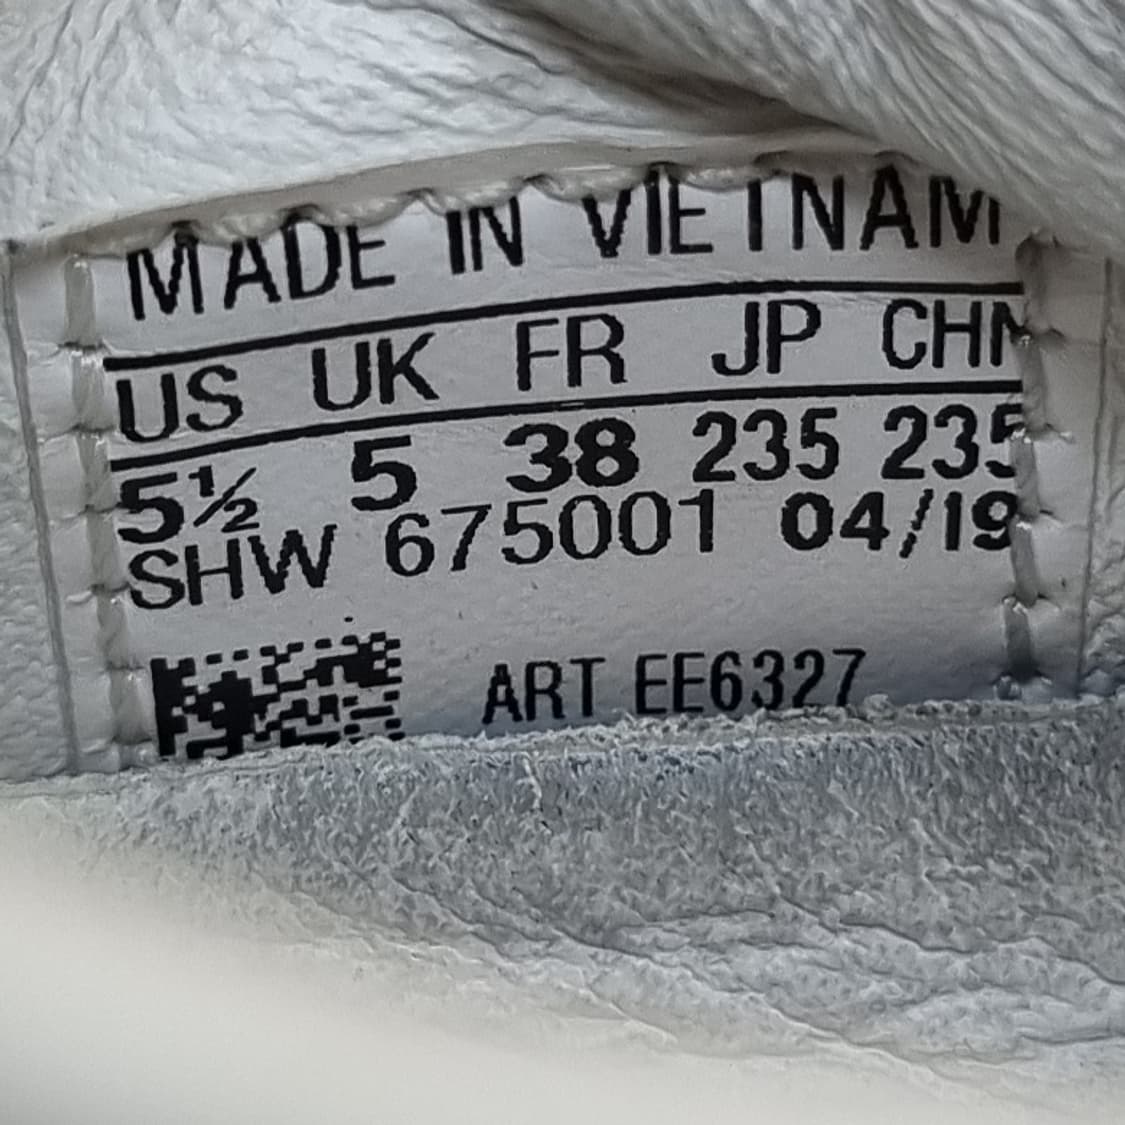 MADE IN VIETNAM
US UK FR JP CHN
5½ 5 38 235 235
SHW 675001 04/19
ART EE6327